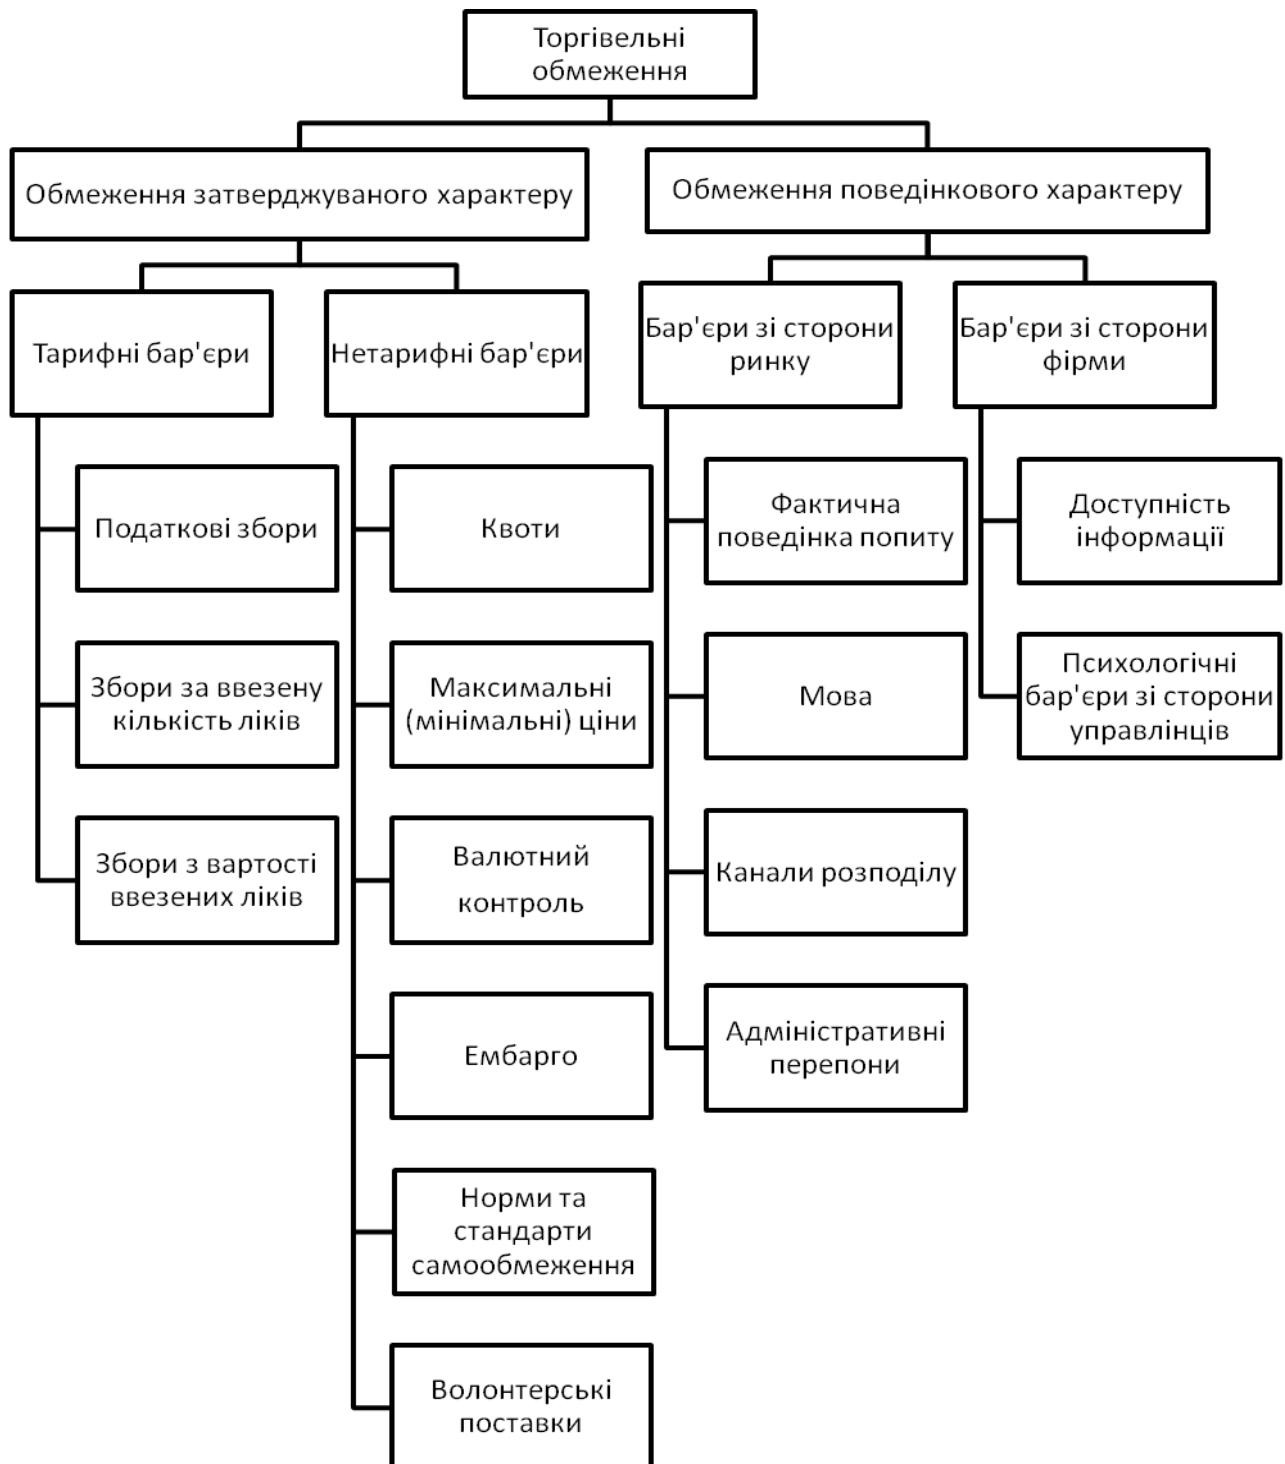 Торгівельні
обмеження
Обмеження затверджуваного характеру
Обмеження поведінкового характеру
Тарифні бар'єри
Нетарифні бар'єри
Бар'єри зі сторони
ринку
Бар'єри зі сторони
фірми
Податкові збори
Збори за ввезену
кількість ліків
Збори з вартості
ввезених ліків
Квоти
Максимальні
(мінімальні) ціни
Валютний
контроль
Ембарго
Норми та
стандарти
самообмеження
Волонтерські
поставки
Фактична
поведінка попиту
Мова
Канали розподілу
Адміністративні
перепони
Доступність
інформації
Психологічні
бар'єри зі сторони
управлінців